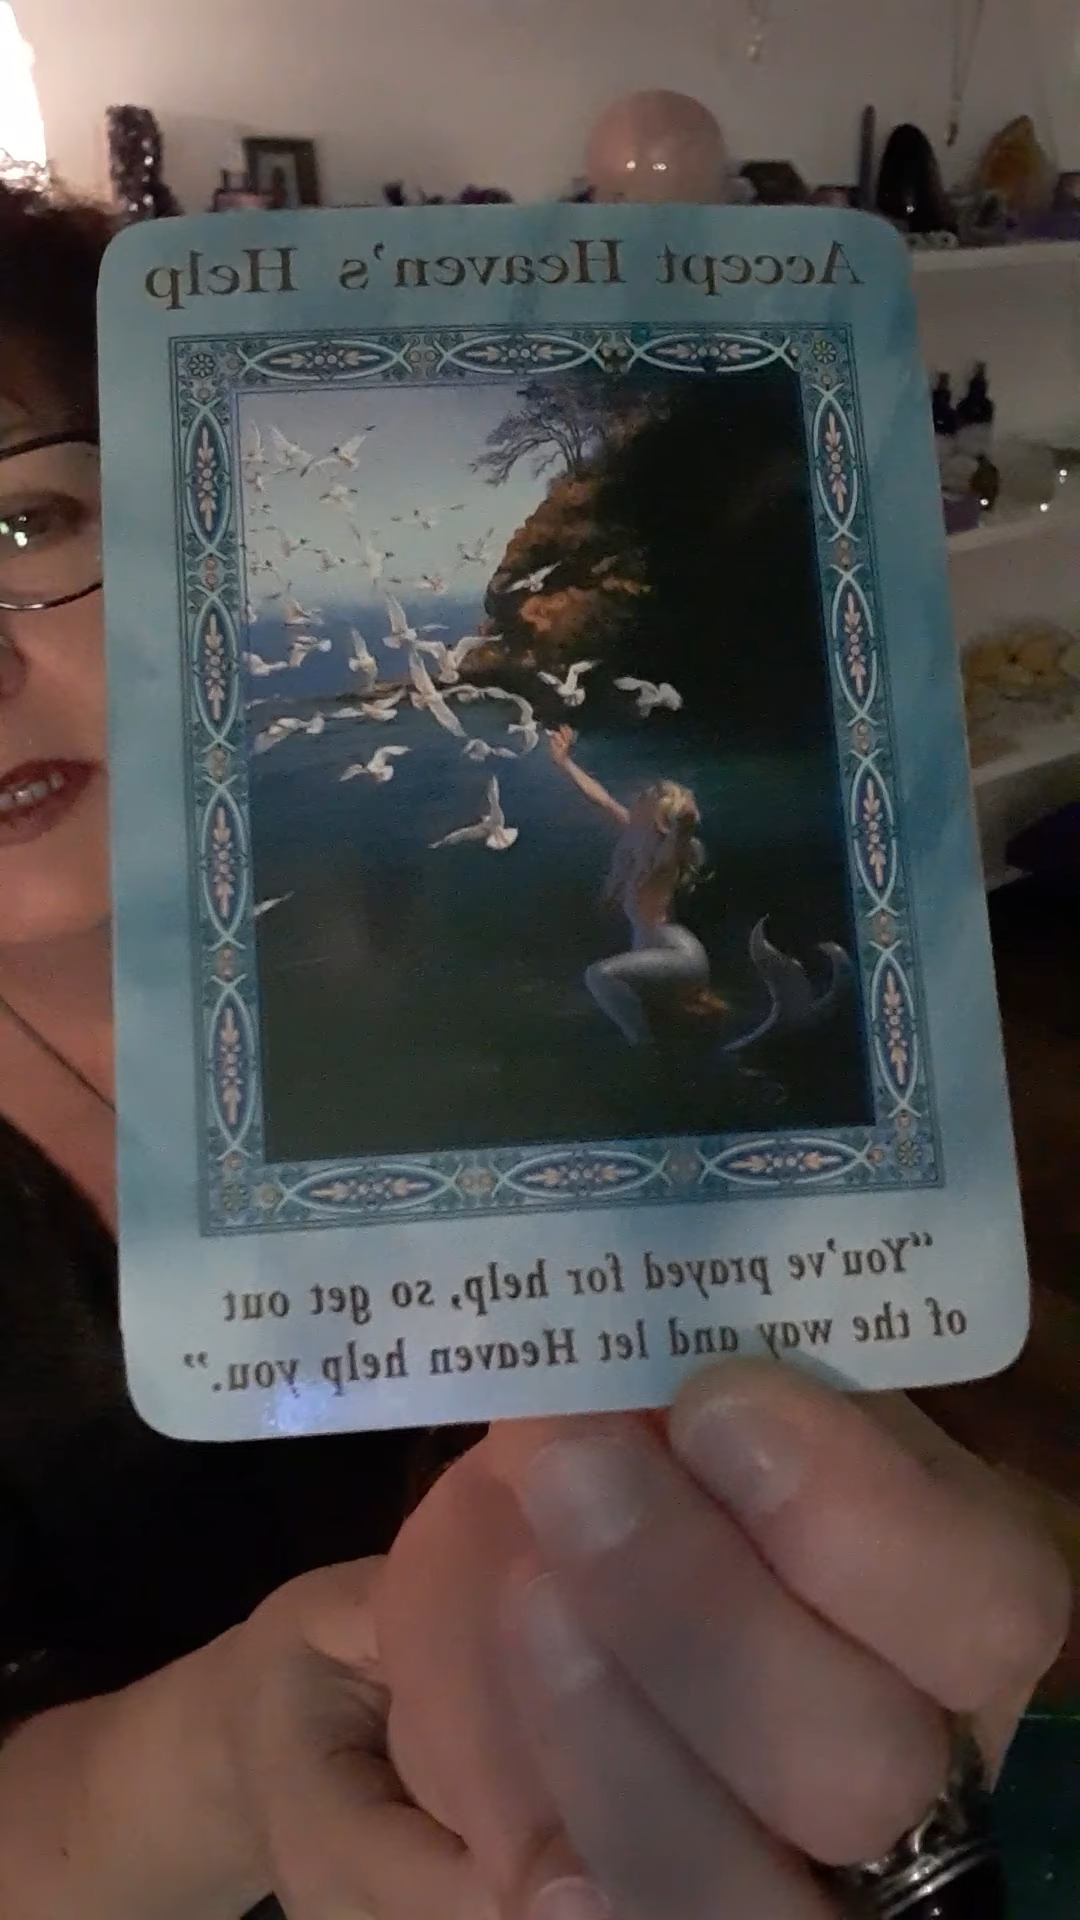 Accept Heaven's Help
"You've prayed for help, so get out
of the way and let Heaven help you."